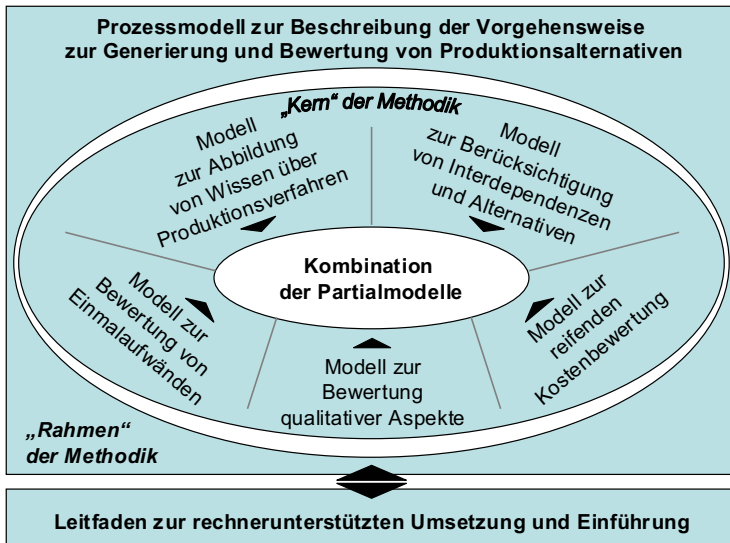 Prozessmodell zur Beschreibung der Vorgehensweise
zur Generierung und Bewertung von Produktionsalternativen
„Kern“ der Methodik
Modell
zur Abbildung
von Wissen über
Produktionsverfahren
Modell
zur Berücksichtigung
von Interdependenzen
und Alternativen
Kombination
der Partialmodelle
Modell zur
Bewertung von
Einmalaufwänden
Modell zur
Bewertung
qualitativer Aspekte
Modell zur
reifenden
Kostenbewertung
„Rahmen“
der Methodik
Leitfaden zur rechnerunterstützten Umsetzung und Einführung